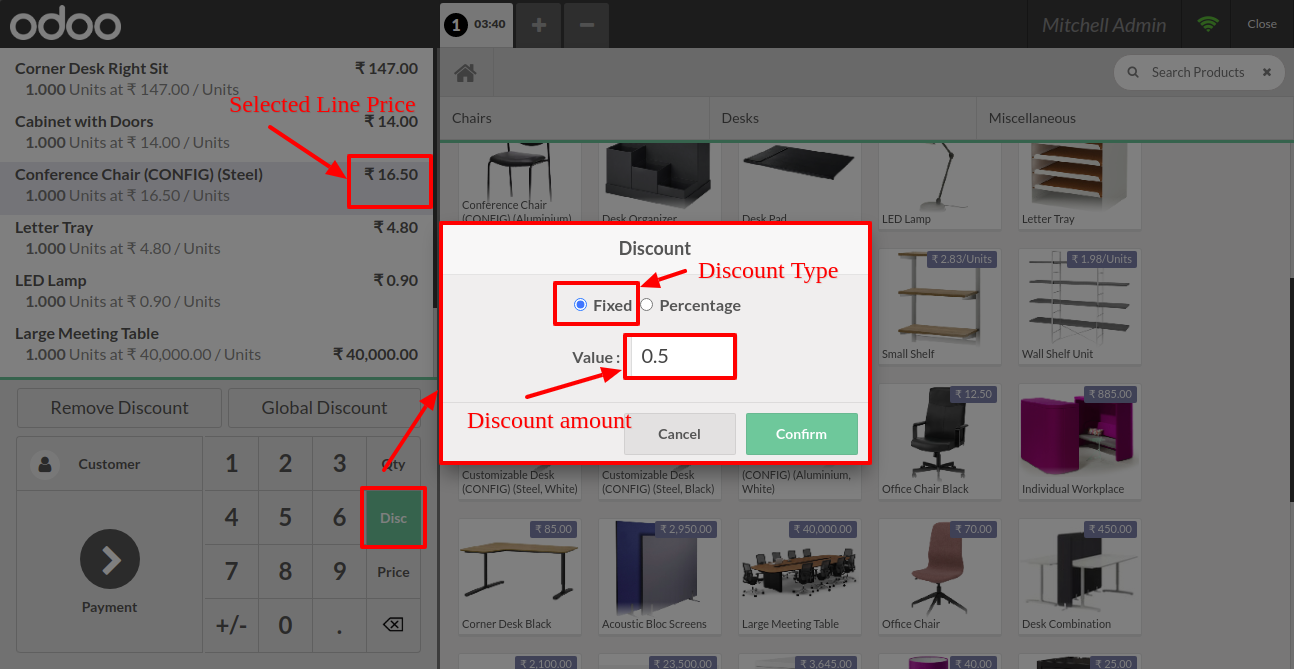 odoo
1 03:40 + −
Mitchell Admin
Close
Corner Desk Right Sit ₹ 147.00
1.000 Units at ₹ 147.00 / Units
Selected Line Price
Cabinet with Doors ₹ 14.00
1.000 Units at ₹ 14.00 / Units
Conference Chair (CONFIG) (Steel) ₹ 16.50
1.000 Units at ₹ 16.50 / Units
Letter Tray ₹ 4.80
1.000 Units at ₹ 4.80 / Units
LED Lamp ₹ 0.90
1.000 Units at ₹ 0.90 / Units
Large Meeting Table
1.000 Units at ₹ 40,000.00 / Units ₹ 40,000.00
Remove Discount
Global Discount
Customer
1 2 3 Qty
4 5 6 Disc
7 8 9 Price
+/- 0 .
Payment
Search Products
Chairs
Desks
Miscellaneous
Conference Chair
(CONFIG) (Aluminium)
Desk Organizer
Desk Pad
LED Lamp
Letter Tray
Discount
Discount Type
Fixed
Percentage
Value :
0.5
Discount amount
Cancel
Confirm
₹ 2.83/Units
Small Shelf
₹ 1.98/Units
Wall Shelf Unit
Customizable Desk
(CONFIG) (Steel, White)
Customizable Desk
(CONFIG) (Steel, Black)
(CONFIG) (Aluminium,
White)
₹ 12.50
Office Chair Black
₹ 885.00
Individual Workplace
₹ 85.00
Corner Desk Black
₹ 2,950.00
Acoustic Bloc Screens
₹ 40,000.00
Large Meeting Table
₹ 70.00
Office Chair
₹ 450.00
Desk Combination
₹ 2,100.00
₹ 23,500.00
₹ 3,645.00
₹ 40.00
₹ 25.00